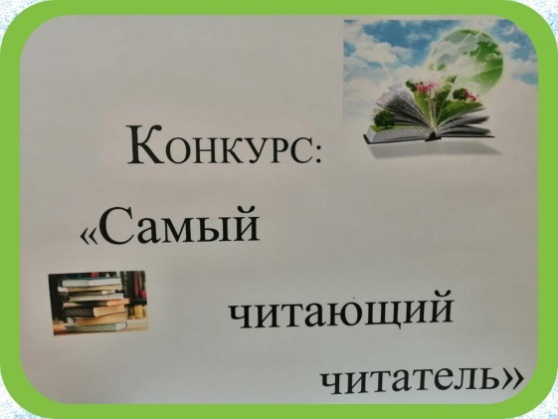 Конкурс:
«Самый
читающий
читатель»